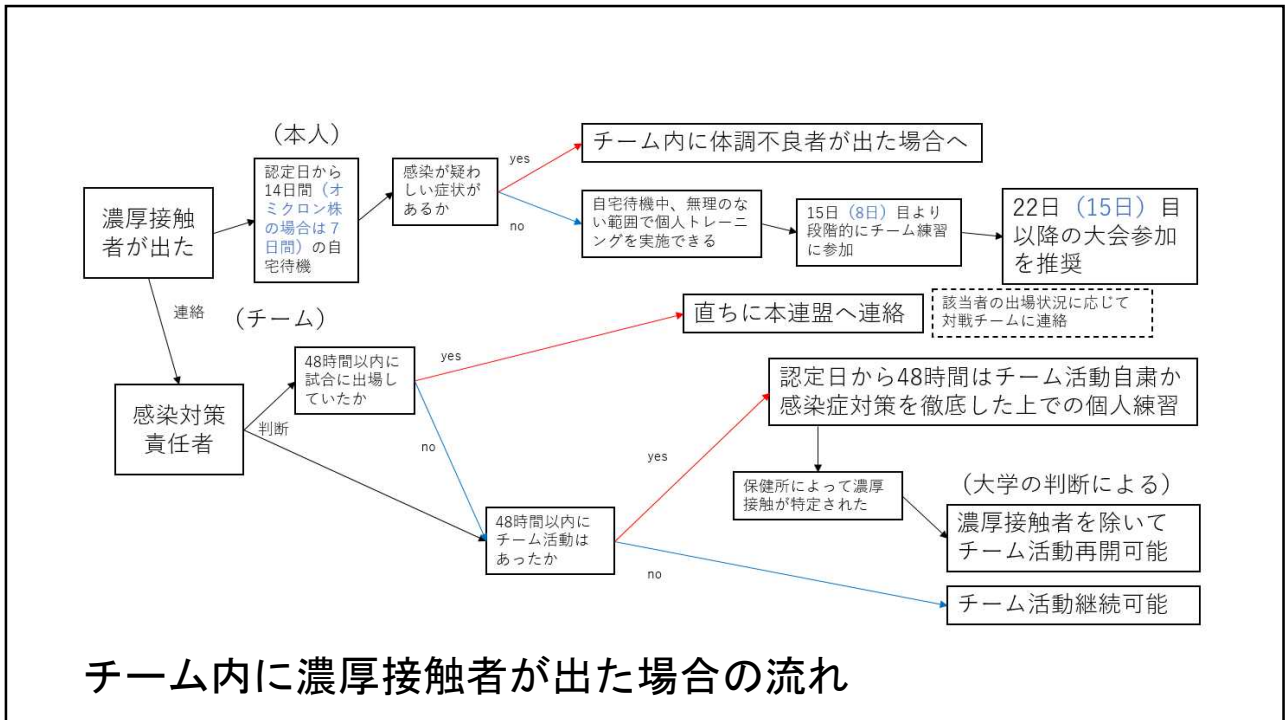 （本人）
認定日から
14日間（オ
ミクロン株
の場合は７
日間）の自
宅待機
感染が疑わ
しい症状が
あるか
yes
no
チーム内に体調不良者が出た場合へ
自宅待機中、無理のな
い範囲で個人トレーニ
ングを実施できる
15日（8日）目より
段階的にチーム練習
に参加
22日（15日）目
以降の大会参加
を推奨
濃厚接触
者が出た
連絡
（チーム）
48時間以内に
試合に出場し
ていたか
yes
no
直ちに本連盟へ連絡
該当者の出場状況に応じて
対戦チームに連絡
感染対策
責任者
判断
48時間以内に
チーム活動は
あったか
yes
no
認定日から48時間はチーム活動自粛か
感染症対策を徹底した上での個人練習
保健所によって濃厚
接触が特定された
（大学の判断による）
濃厚接触者を除いて
チーム活動再開可能
チーム活動継続可能
チーム内に濃厚接触者が出た場合の流れ